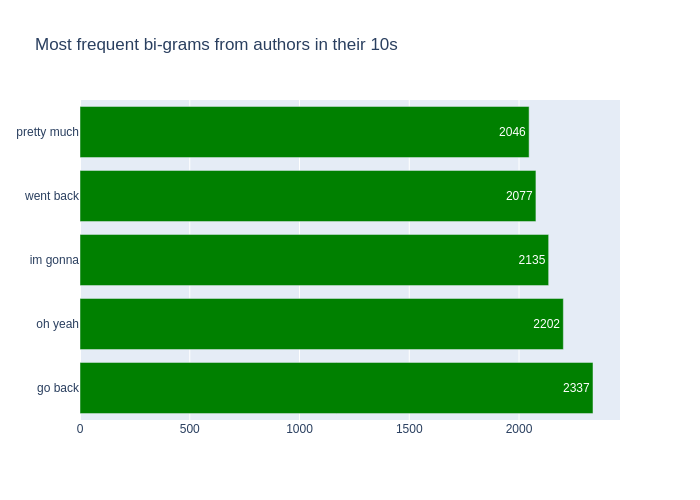 Most frequent bi-grams from authors in their 10s
pretty much 2046
went back 2077
im gonna 2135
oh yeah 2202
go back 2337
0 500 1000 1500 2000